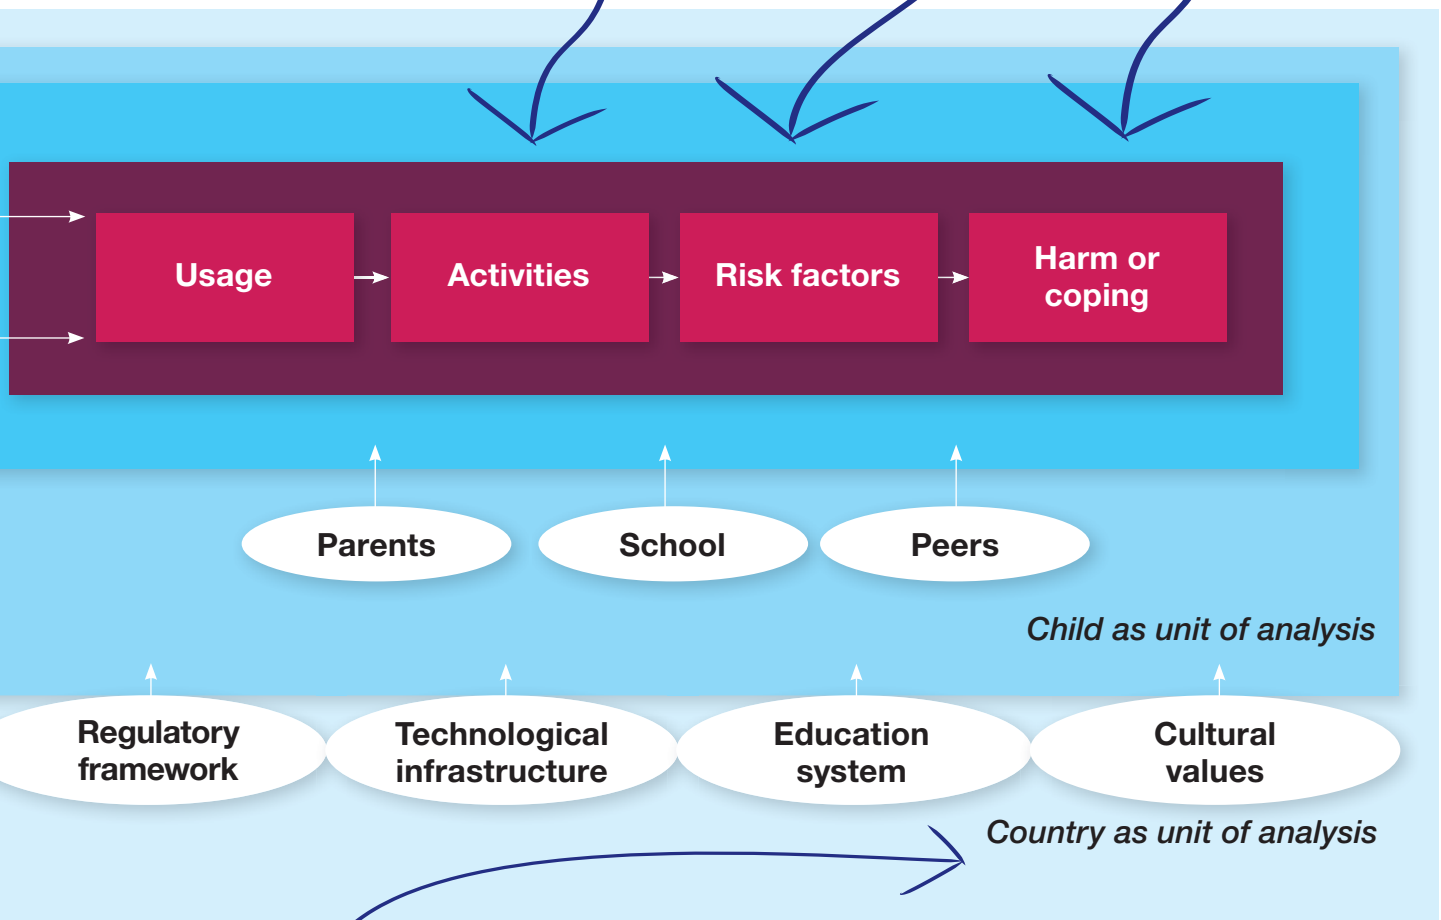 Usage
Activities
Risk factors
Harm or
coping
Parents
School
Peers
Child as unit of analysis
Regulatory
framework
Technological
infrastructure
Education
system
Cultural
values
Country as unit of analysis